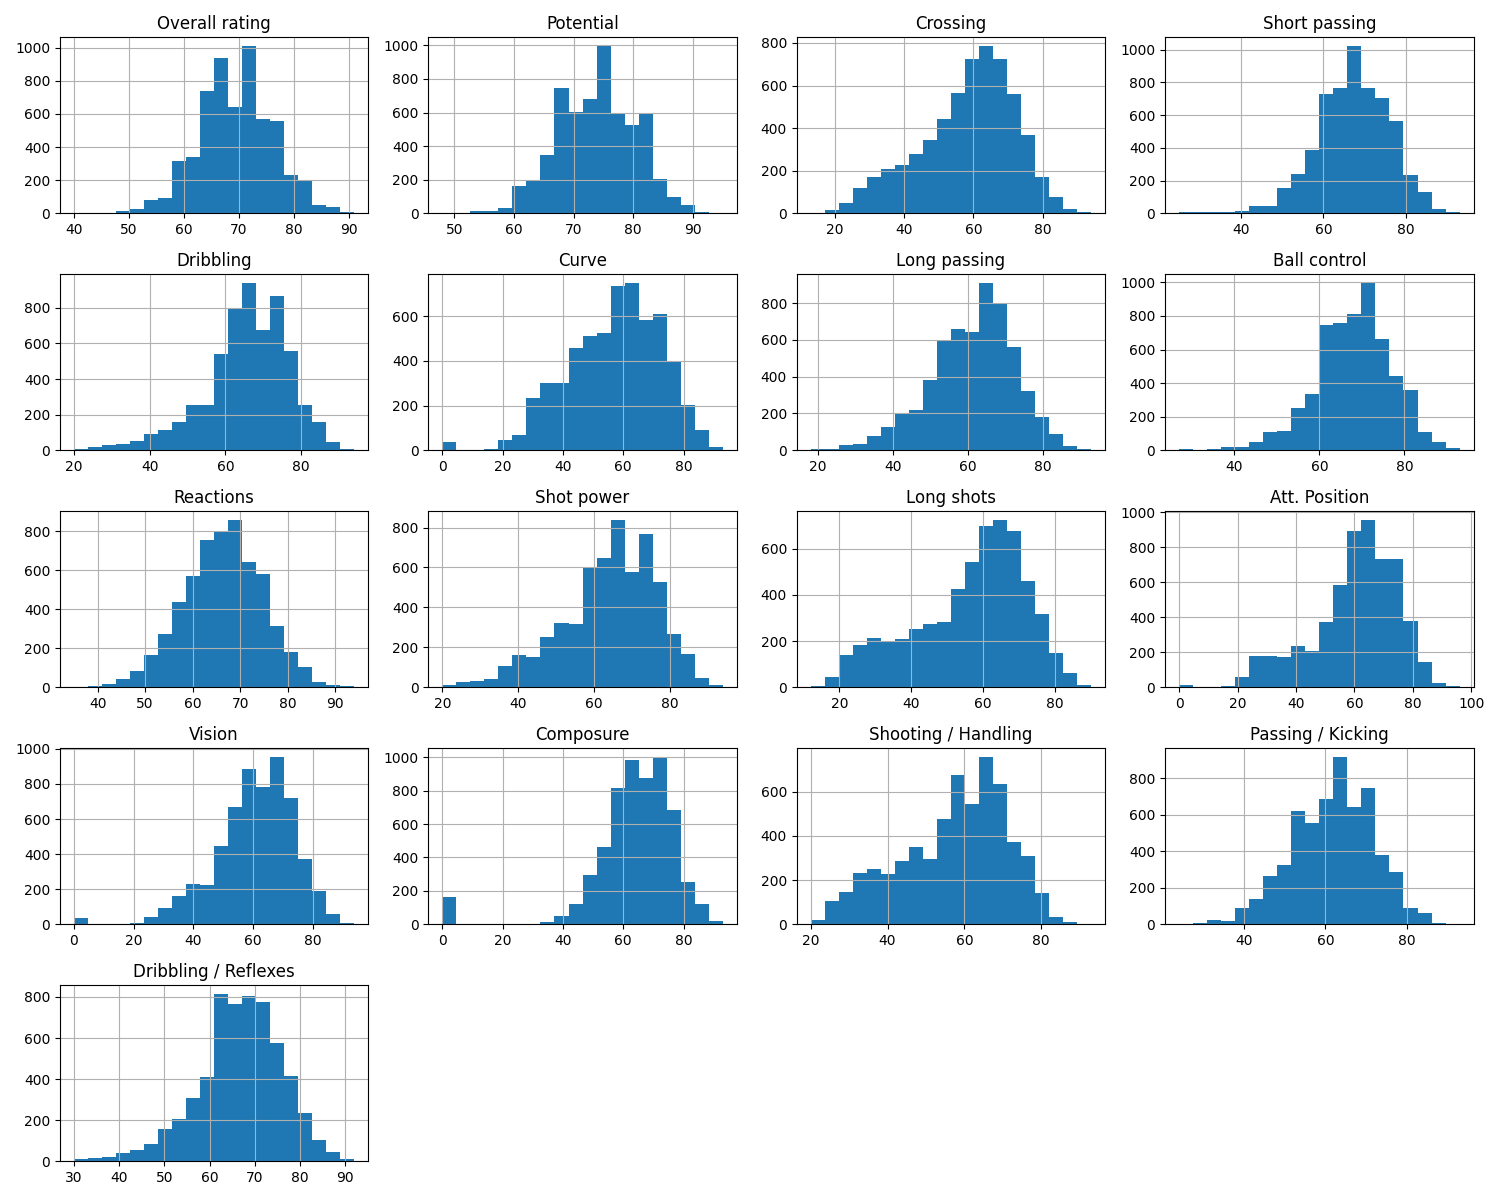 Overall rating Potential Crossing Short passing
1000 800 600 400 200 0
40 50 60 70 80 90
1000 800 600 400 200 0
50 60 70 80 90
800 600 400 200 0
20 40 60 80
1000 800 600 400 200 0
40 60 80
Dribbling Curve Long passing Ball control
800 600 400 200 0
20 40 60 80
600 400 200 0
0 20 40 60 80
800 600 400 200 0
20 40 60 80
1000 800 600 400 200 0
40 60 80
Reactions Shot power Long shots Att. Position
800 600 400 200 0
40 50 60 70 80 90
800 600 400 200 0
20 40 60 80
600 400 200 0
20 40 60 80
1000 800 600 400 200 0
0 20 40 60 80 100
Vision Composure Shooting / Handling Passing / Kicking
1000 800 600 400 200 0
0 20 40 60 80
1000 800 600 400 200 0
0 20 40 60 80
600 400 200 0
20 40 60 80
800 600 400 200 0
40 60 80
Dribbling / Reflexes
800 600 400 200 0
30 40 50 60 70 80 90